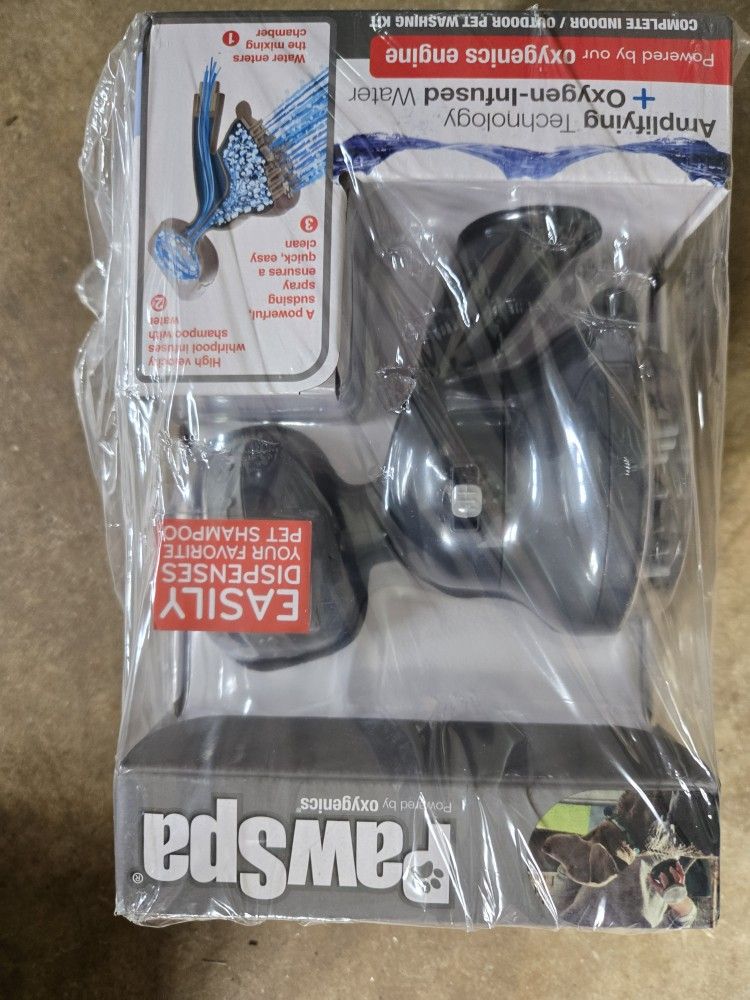 PawSpa®
Powered by oxygenics®
EASILY
DISPENSES
YOUR FAVORITE
PET SHAMPOO
High velocity
whirlpool infuses
shampoo with
water
2
A powerful,
sudsing
spray
ensures a
quick, easy
clean
3
Water enters
the mixing
chamber
1
Amplifying Technology
+ Oxygen-Infused Water
Powered by our oxygenics engine
COMPLETE INDOOR / OUTDOOR PET WASHING KIT